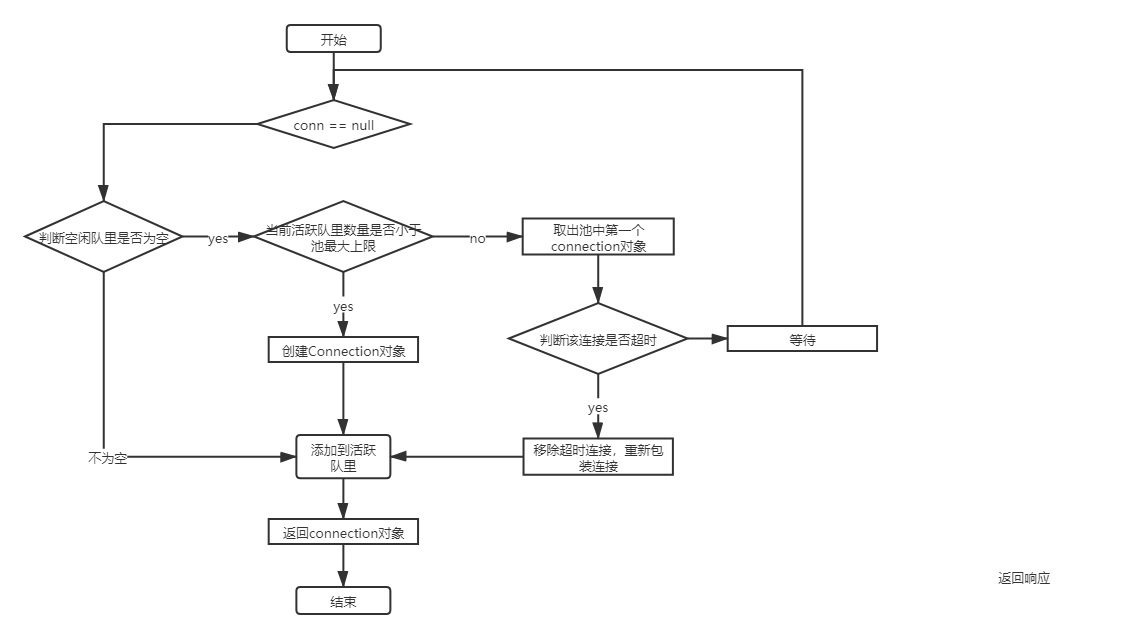 开始
conn == null
判断空闲队里是否为空
yes
当前活跃队里数量是否小于
池最大上限
no
取出池中第一个
connection对象
yes
创建Connection对象
判断该连接是否超时
等待
yes
不为空
添加到活跃
队里
移除超时连接，重新包
装连接
返回connection对象
返回响应
结束